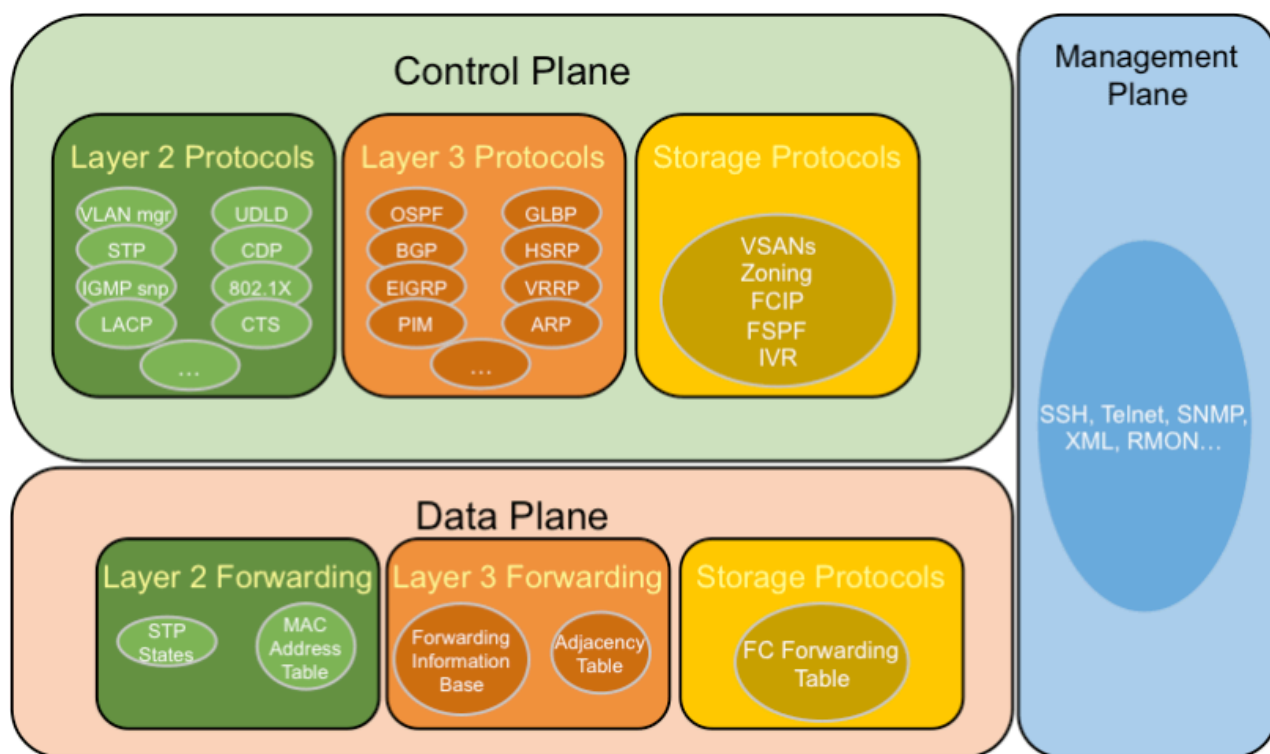 Control Plane
Layer 2 Protocols
VLAN mgr
UDLD
STP
CDP
IGMP snp
802.1X
LACP
CTS
...
Layer 3 Protocols
OSPF
GLBP
BGP
HSRP
EIGRP
VRRP
PIM
ARP
...
Storage Protocols
VSANs
Zoning
FCIP
FSPF
IVR
Management
Plane
SSH, Telnet, SNMP,
XML, RMON...
Data Plane
Layer 2 Forwarding
STP
States
MAC
Address
Table
Layer 3 Forwarding
Forwarding
Information
Base
Adjacency
Table
Storage Protocols
FC Forwarding
Table